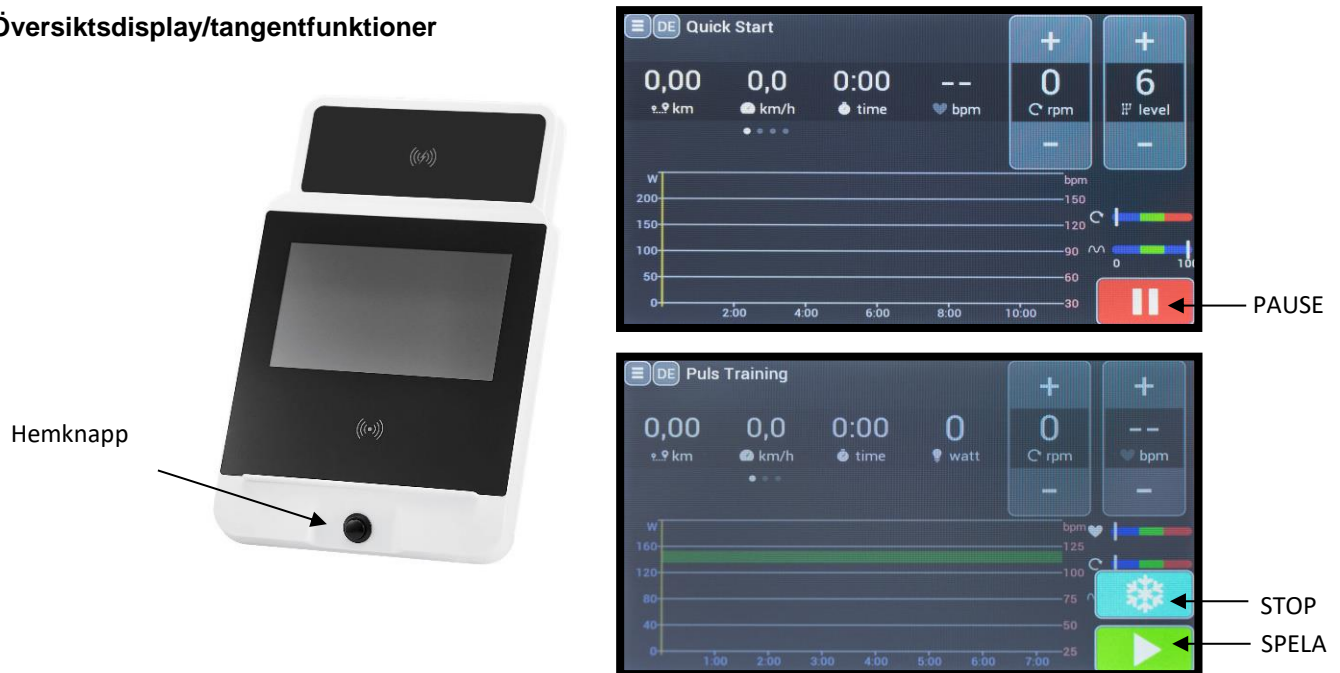 Översiktsdisplay/tangentfunktioner
Hemknapp
DE Quick Start
0,00 0,0 0:00 -- 0 6
km km/h time bpm rpm level
+ +
- -
W bpm
200 150
150 120
100 90
50 60
0 30
2:00 4:00 6:00 8:00 10:00
0 100
PAUSE
DE Puls Training
+ +
0,00 0,0 0:00 0 0 --
km km/h time watt rpm bpm
- -
W bpm
160 125
120 100
80 75
40 50
0 25
1:00 2:00 3:00 4:00 5:00 6:00 7:00
STOP
SPELA